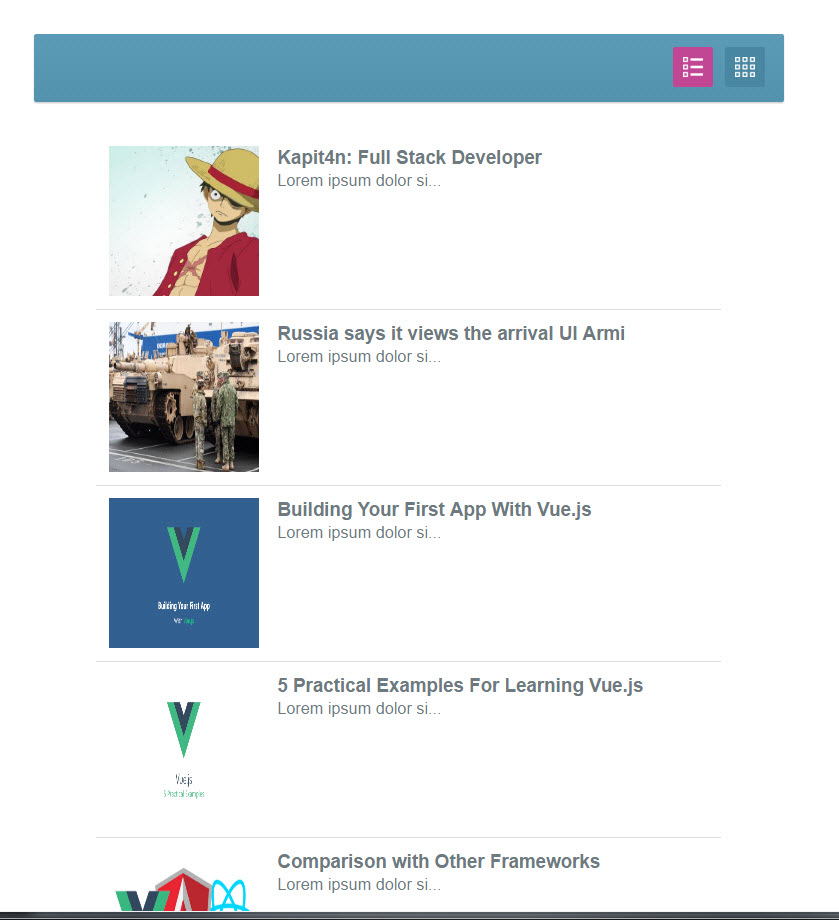 Kapit4n: Full Stack Developer
Lorem ipsum dolor si...
Russia says it views the arrival Ul Armi
Lorem ipsum dolor si...
Building Your First App With Vue.js
Lorem ipsum dolor si...
Building Your First App
With Vue.js
5 Practical Examples For Learning Vue.js
Lorem ipsum dolor si...
Vue.js
5 Practical Examples
Comparison with Other Frameworks
Lorem ipsum dolor si...